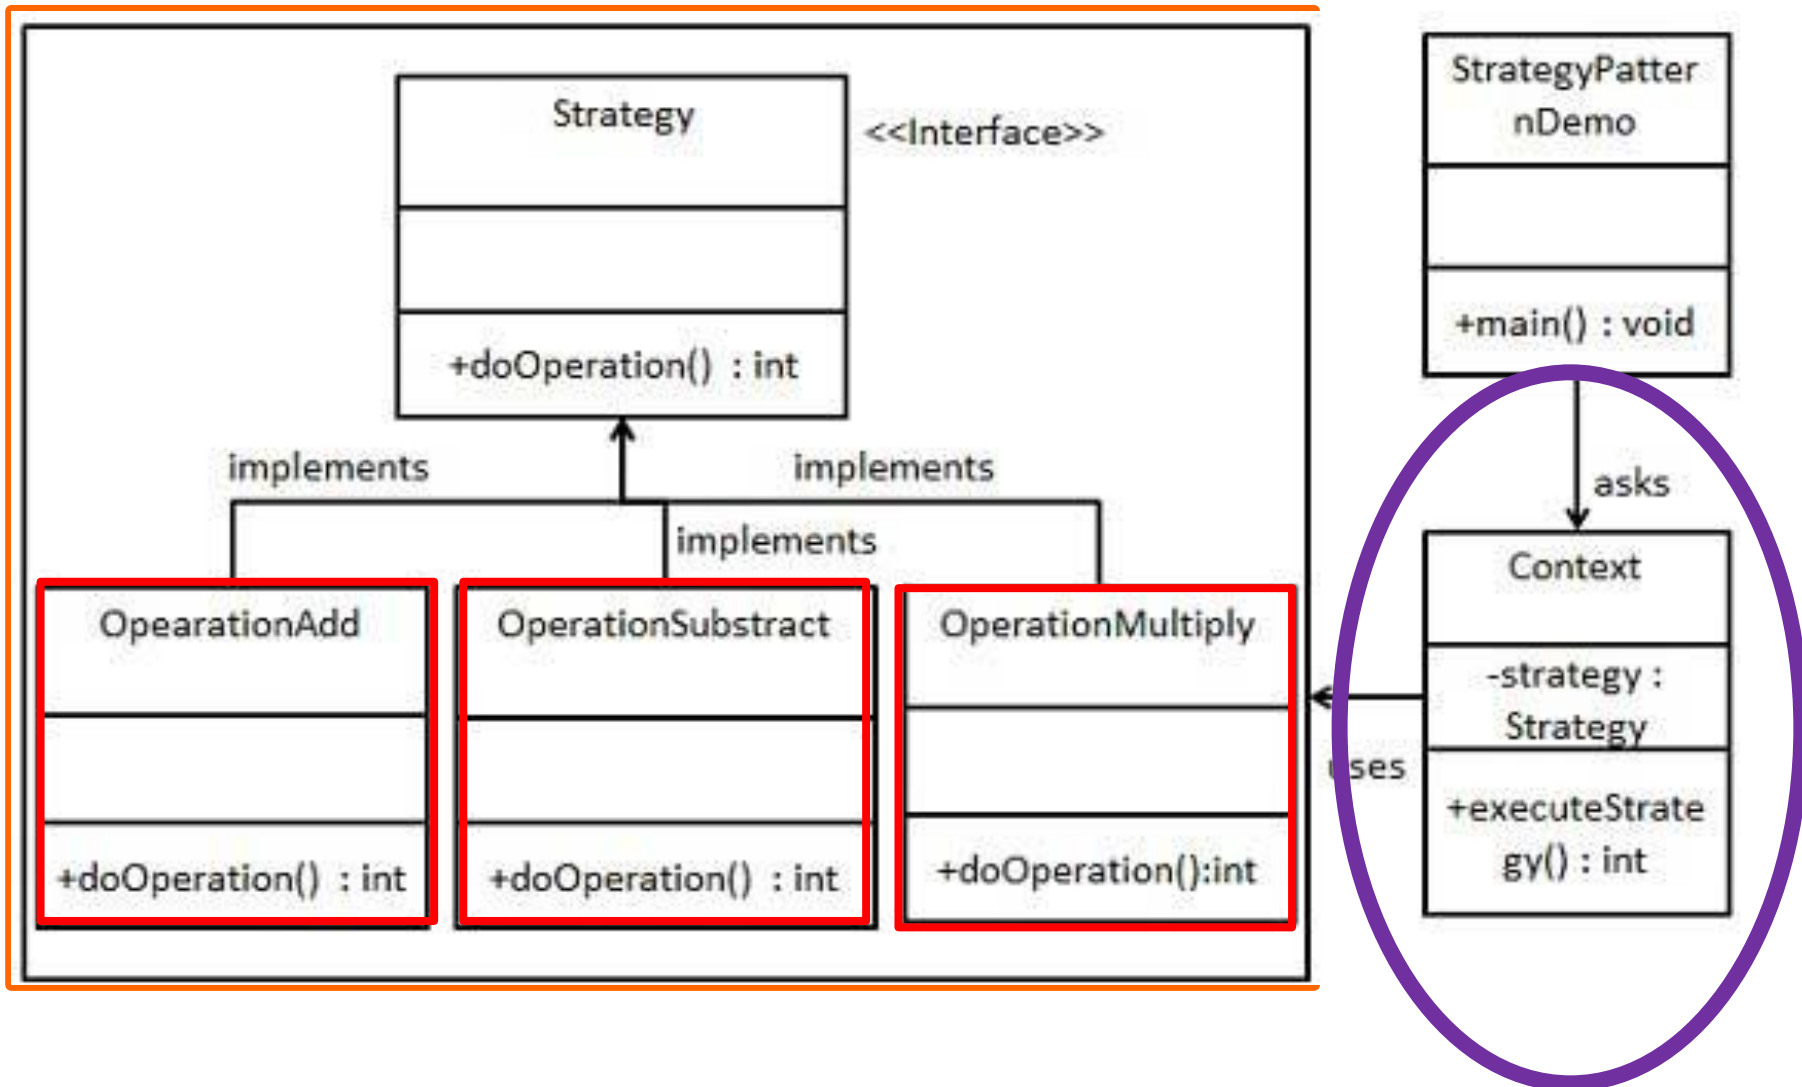 Strategy
<<Interface>>
+doOperation() : int
implements
implements
implements
OpearationAdd
+doOperation() : int
OperationSubstract
+doOperation() : int
OperationMultiply
+doOperation():int
StrategyPatter
nDemo
+main() : void
asks
Context
-strategy :
Strategy
+executeStrate
gy() : int
uses